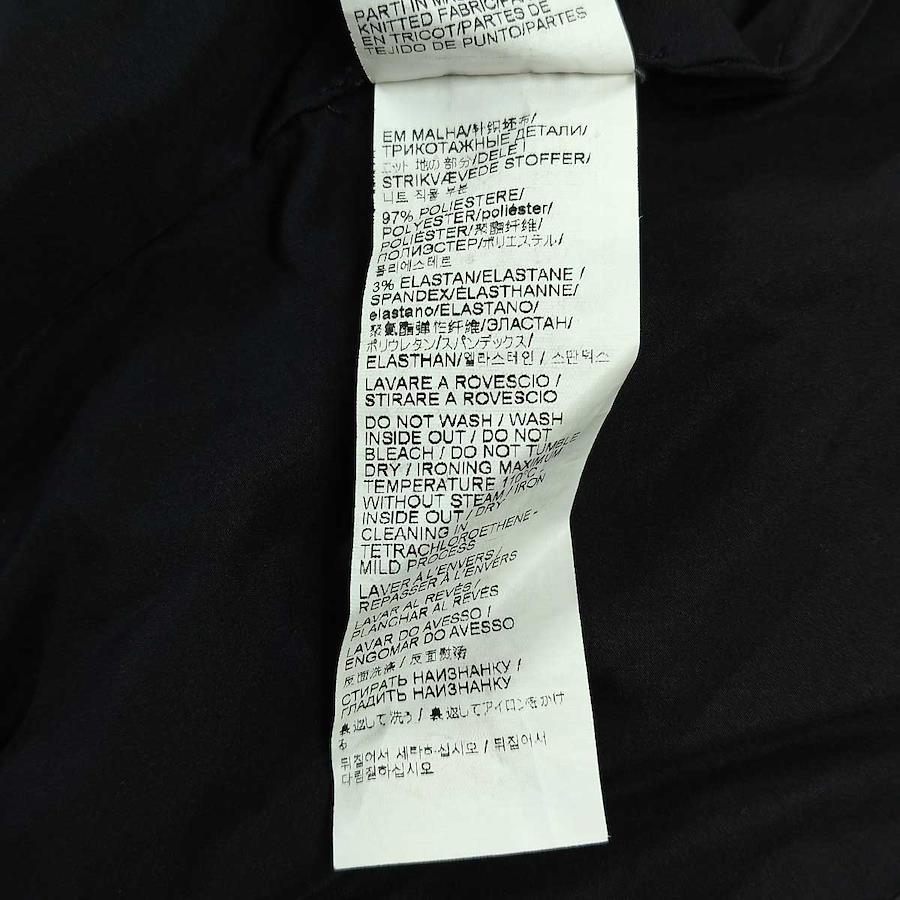 PARTI IN
KNITTED FABRIC/
EN TRICOT/PARTES DE
TEJIDO DE PUNTO/PARTES
EM MALHA/针织坯布/
ТРИКОТАЖНЫЕ ДЕТАЛИ/
ニット 地の部分/DELE I
STRIKVÆVEDE STOFFER/
니트 직물 부분
97% POLIESTERE/
POLYESTER/poliéster/
POLIÉSTER/聚酯纤维/
ПОЛИЭСТЕР/ポリエステル/
폴리에스테르
3% ELASTAN/ELASTANE /
SPANDEX/ÉLASTHANNE/
elastano/ELASTANO/
聚氨酯弹性纤维/ЭЛАСТАН/
ポリウレタン/スパンデックス/
ELASTHAN/엘라스테인 / 스판덱스
LAVARE A ROVESCIO /
STIRARE A ROVESCIO
DO NOT WASH / WASH
INSIDE OUT / DO NOT
BLEACH / DO NOT TUMBLE
DRY / IRONING MAXIMUM
TEMPERATURE 110°C -
WITHOUT STEAM / IRON
INSIDE OUT / DRY
CLEANING IN
TETRACHLOROETHENE -
MILD PROCESS
LAVER À L'ENVERS /
REPASSER À L'ENVERS
LAVAR AL REVÉS /
PLANCHAR AL REVÉS
LAVAR DO AVESSO /
ENGOMAR DO AVESSO
反面洗涤 / 反面熨烫
СТИРАТЬ НАИЗНАНКУ /
ГЛАДИТЬ НАИЗНАНКУ
裏返して洗う / 裏返してアイロンをかけ
る
뒤집어서 세탁하십시오 / 뒤집어서
다림질하십시오